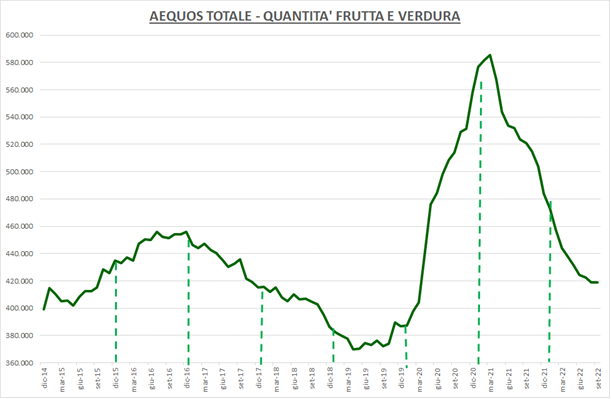 AEQUOS TOTALE - QUANTITA' FRUTTA E VERDURA
600.000
580.000
560.000
540.000
520.000
500.000
480.000
460.000
440.000
420.000
400.000
380.000
360.000
dic-14
mar-15
giu-15
set-15
dic-15
mar-16
giu-16
set-16
dic-16
mar-17
giu-17
set-17
dic-17
mar-18
giu-18
set-18
dic-18
mar-19
giu-19
set-19
dic-19
mar-20
giu-20
set-20
dic-20
mar-21
giu-21
set-21
dic-21
mar-22
giu-22
set-22